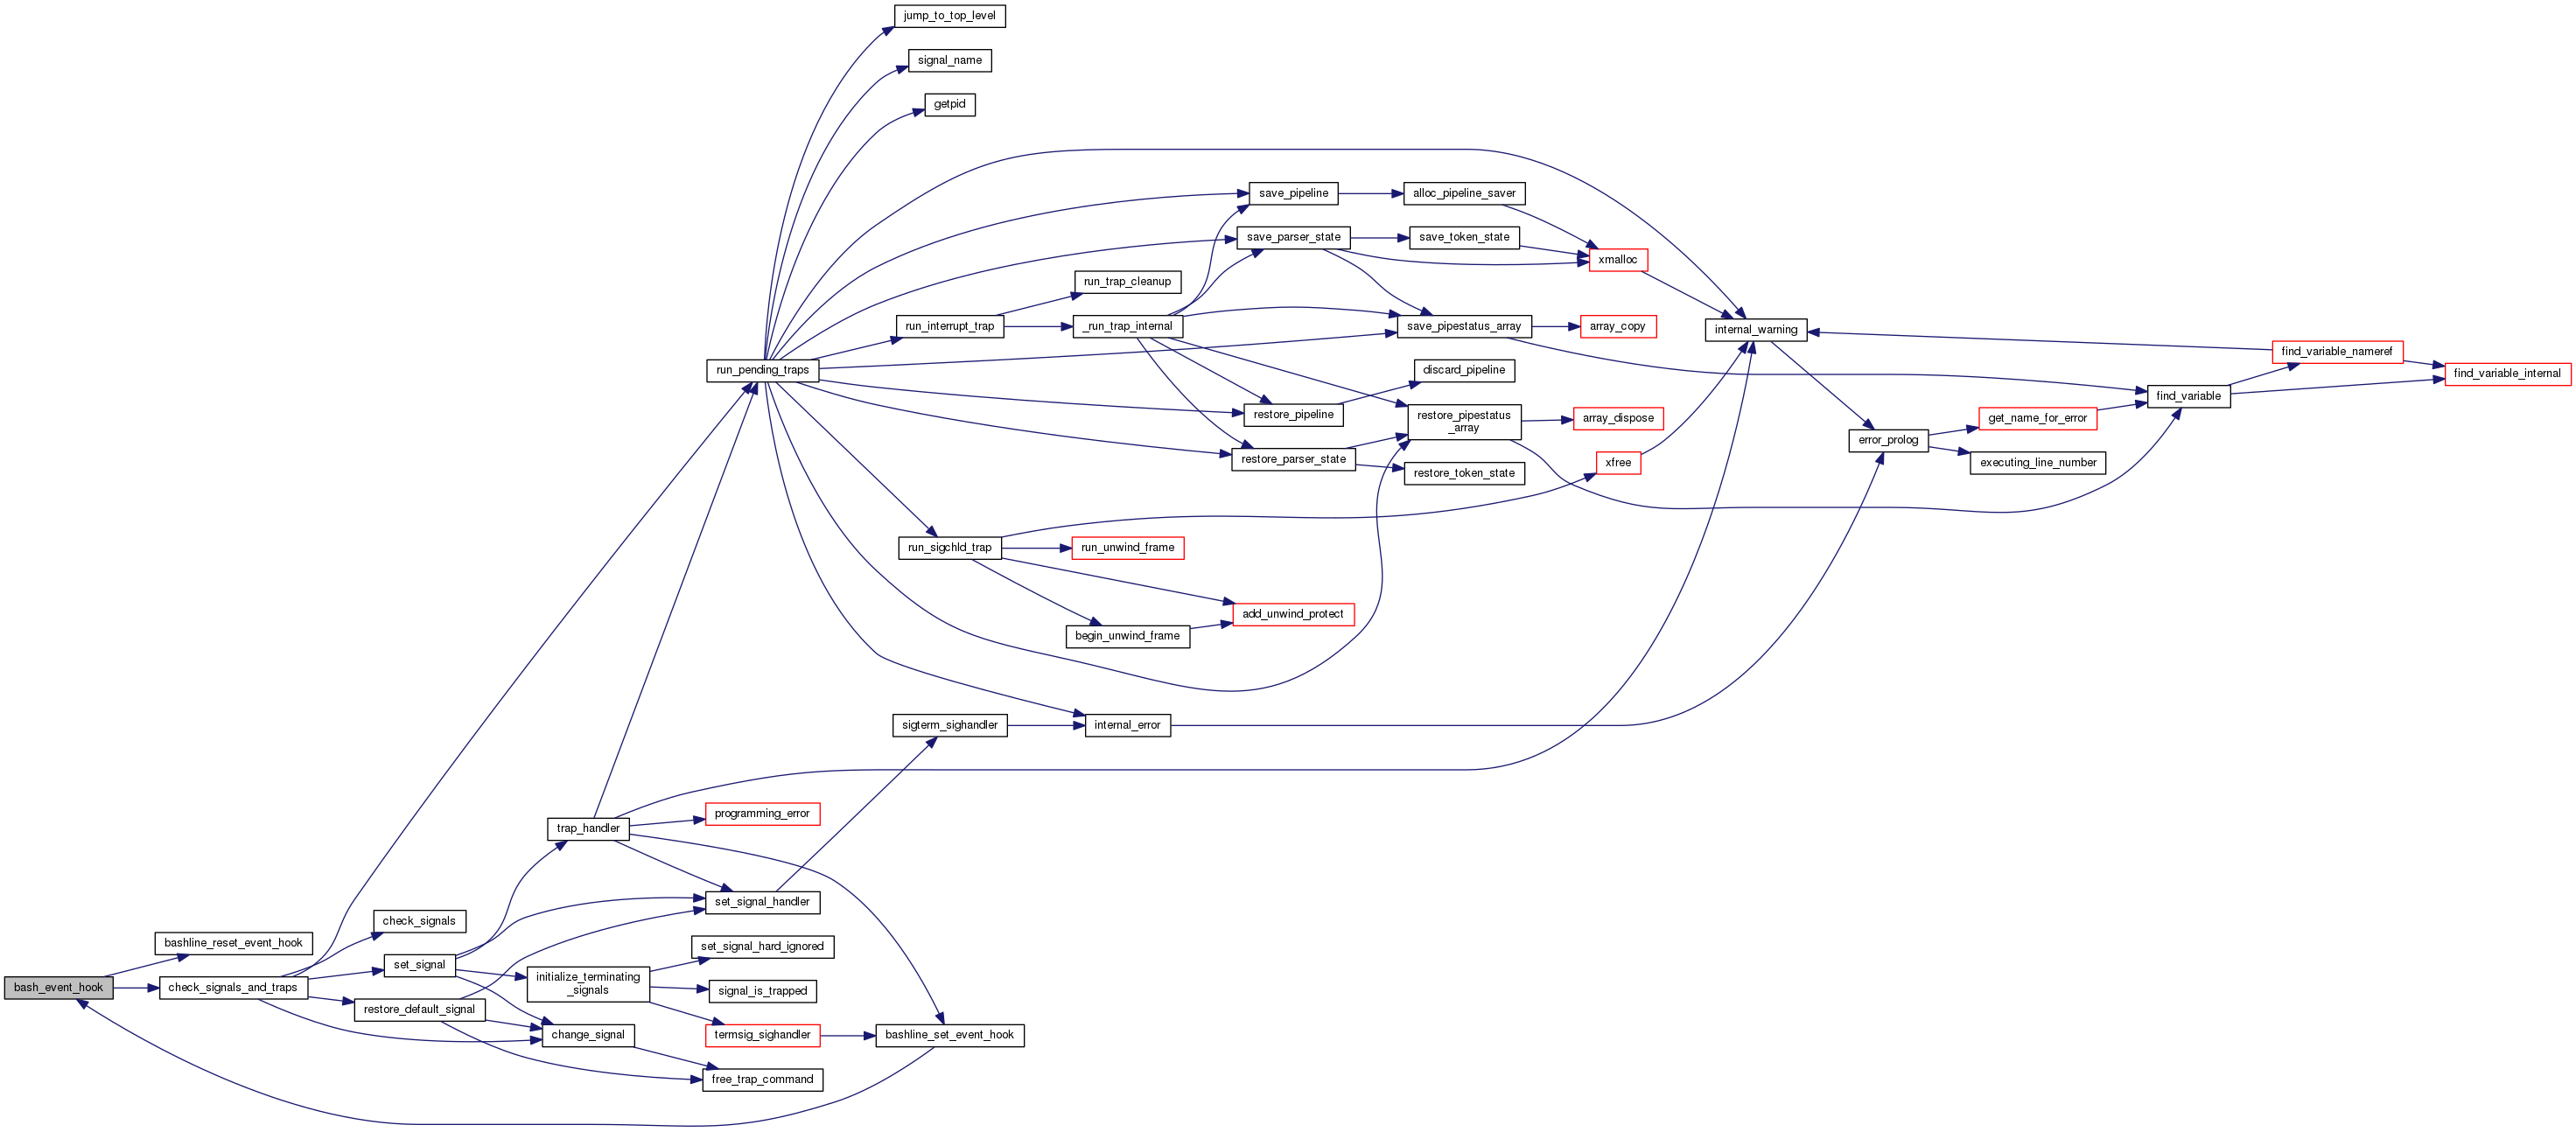 jump_to_top_level
signal_name
getpid
save_pipeline
alloc_pipeline_saver
save_parser_state
save_token_state
xmalloc
run_trap_cleanup
run_interrupt_trap
_run_trap_internal
save_pipestatus_array
array_copy
internal_warning
find_variable_nameref
find_variable_internal
run_pending_traps
discard_pipeline
find_variable
restore_pipeline
restore_pipestatus
_array
array_dispose
get_name_for_error
error_prolog
executing_line_number
restore_parser_state
restore_token_state
xfree
run_sigchld_trap
run_unwind_frame
add_unwind_protect
begin_unwind_frame
sigterm_sighandler
internal_error
programming_error
trap_handler
set_signal_handler
check_signals
bashline_reset_event_hook
set_signal_hard_ignored
set_signal
initialize_terminating
_signals
bash_event_hook
check_signals_and_traps
signal_is_trapped
restore_default_signal
change_signal
termsig_sighandler
bashline_set_event_hook
free_trap_command